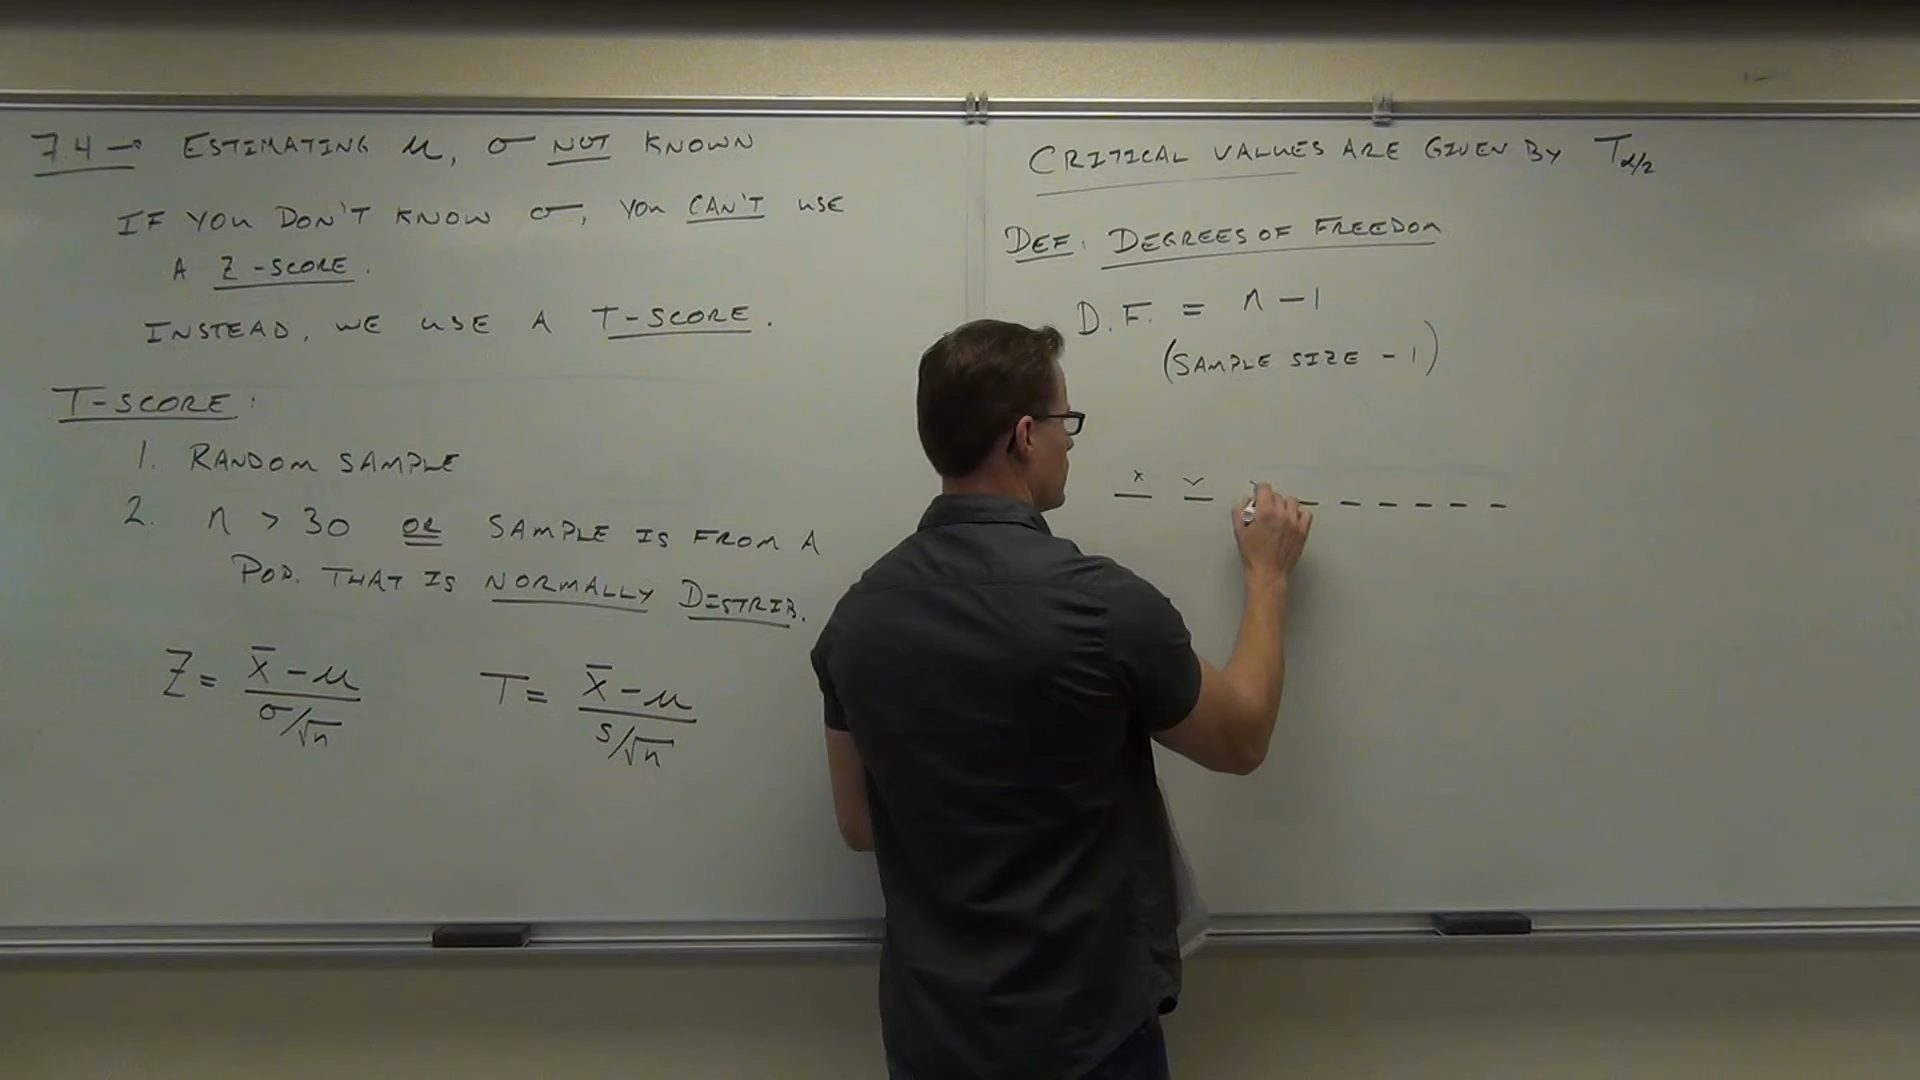 7.4 → ESTIMATING μ, σ NOT KNOWN
IF YOU DON'T KNOW σ, YOU CAN'T USE
A Z-SCORE.
INSTEAD, WE USE A T-SCORE.
T-SCORE:
1. RANDOM SAMPLE
2. n > 30 OR SAMPLE IS FROM A
POP. THAT IS NORMALLY DISTRIB.
Z = (x̄ - μ) / (σ/√n)
T = (x̄ - μ) / (s/√n)
CRITICAL VALUES ARE GIVEN BY T α/2
DEF: DEGREES OF FREEDOM
D.F. = n - 1
(SAMPLE SIZE - 1)